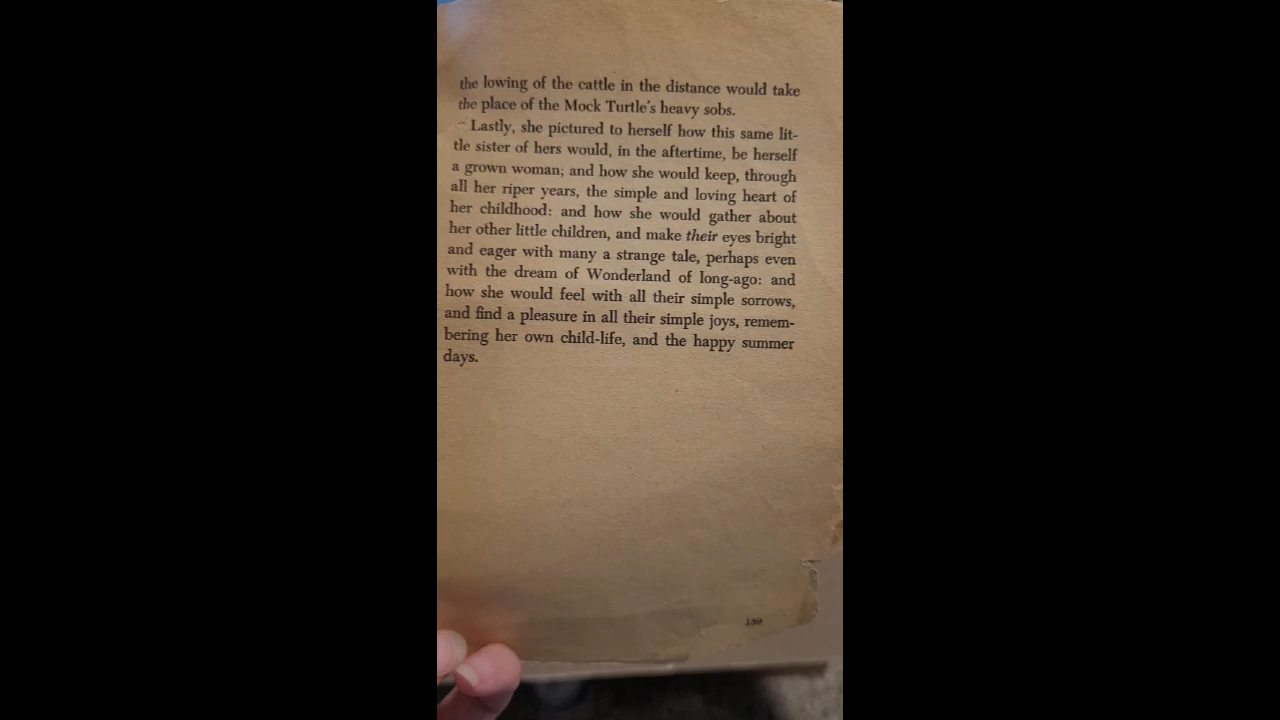 the lowing of the cattle in the distance would take
the place of the Mock Turtle's heavy sobs.
Lastly, she pictured to herself how this same lit-
tle sister of hers would, in the aftertime, be herself
a grown woman; and how she would keep, through
all her riper years, the simple and loving heart of
her childhood: and how she would gather about
her other little children, and make their eyes bright
and eager with many a strange tale, perhaps even
with the dream of Wonderland of long-ago: and
how she would feel with all their simple sorrows,
and find a pleasure in all their simple joys, remem-
bering her own child-life, and the happy summer
days.
139